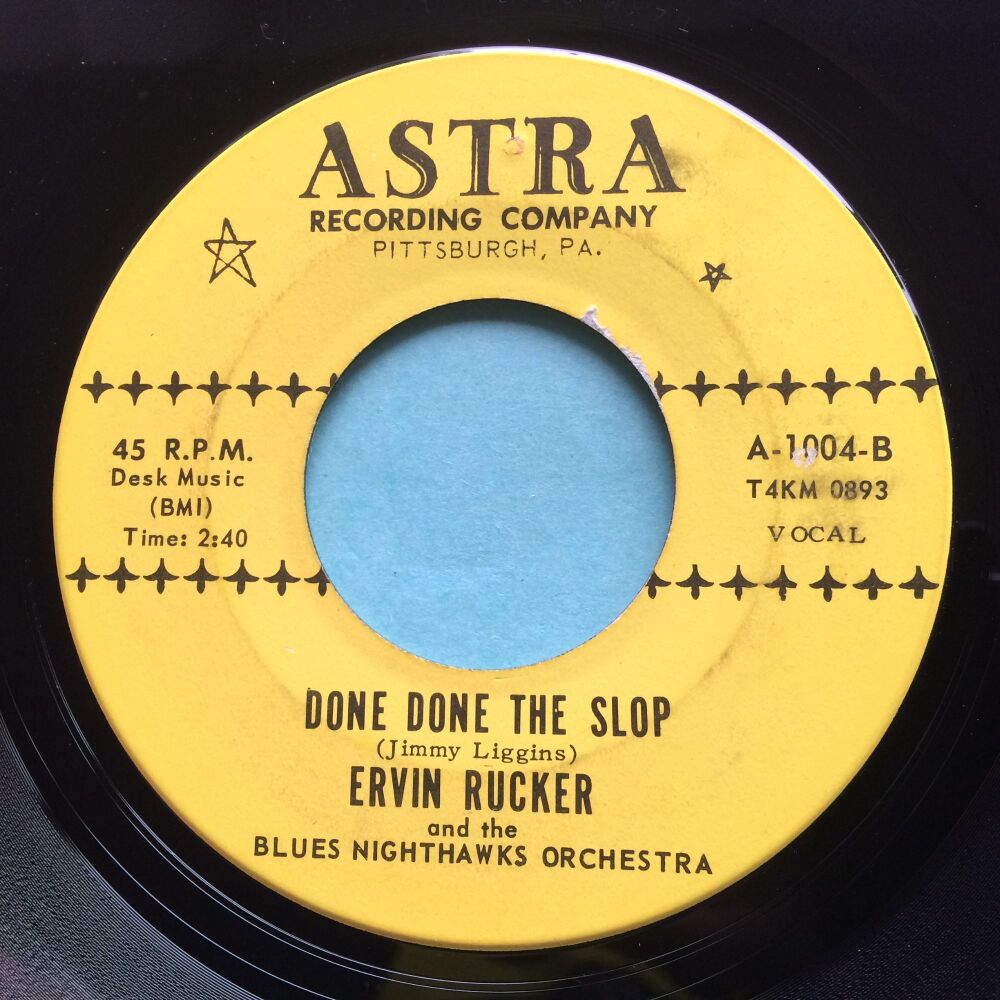 ASTRA
RECORDING COMPANY
PITTSBURGH, PA.
45 R.P.M.
Desk Music
(BMI)
Time: 2:40
A-1004-B
T4KM 0893
VOCAL
DONE DONE THE SLOP
(Jimmy Liggins)
ERVIN RUCKER
and the
BLUES NIGHTHAWKS ORCHESTRA